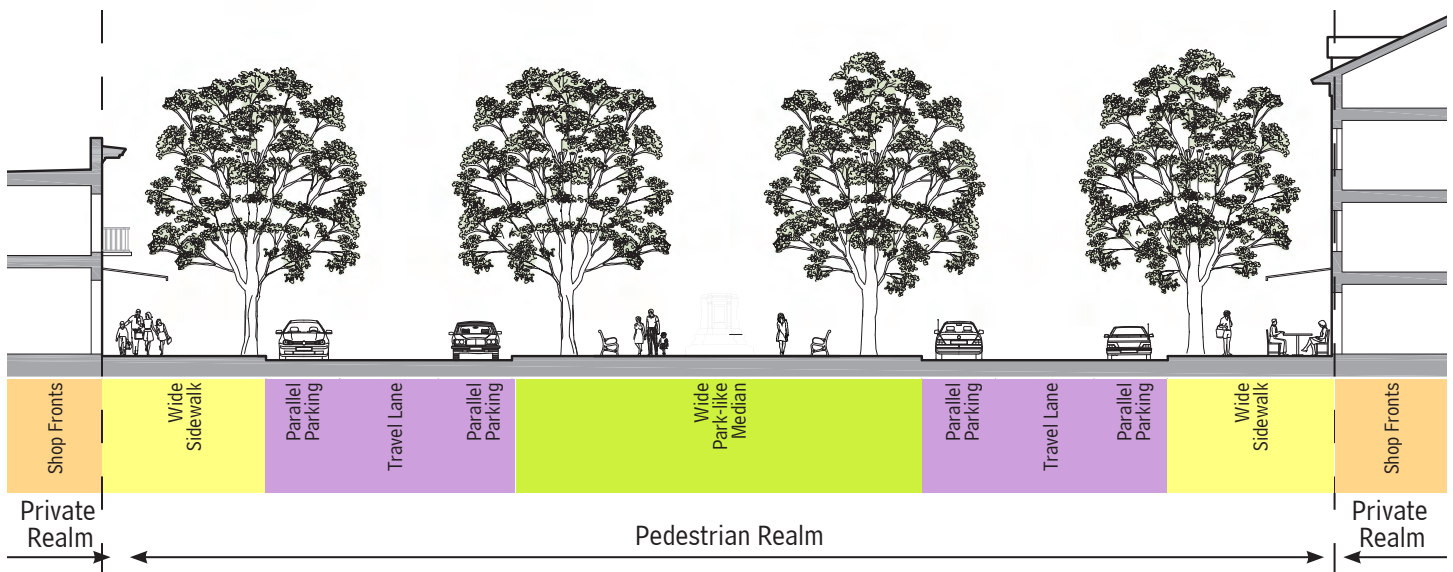 Shop Fronts
Wide
Sidewalk
Parallel
Parking
Travel Lane
Parallel
Parking
Wide
Park-like
Median
Parallel
Parking
Travel Lane
Parallel
Parking
Wide
Sidewalk
Shop Fronts
Private
Realm
Pedestrian Realm
Private
Realm